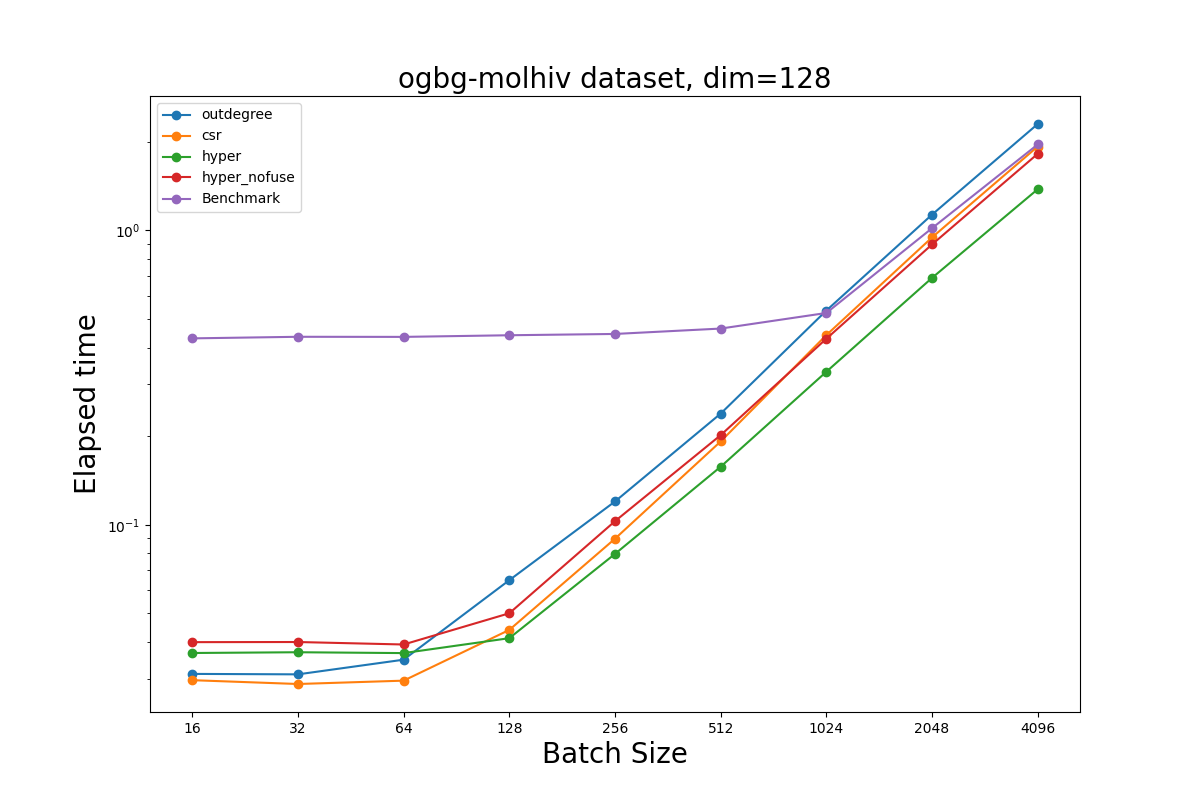 ogbg-molhiv dataset, dim=128
outdegree
csr
hyper
hyper_nofuse
Benchmark
10⁰
10⁻¹
Elapsed time
16 32 64 128 256 512 1024 2048 4096
Batch Size